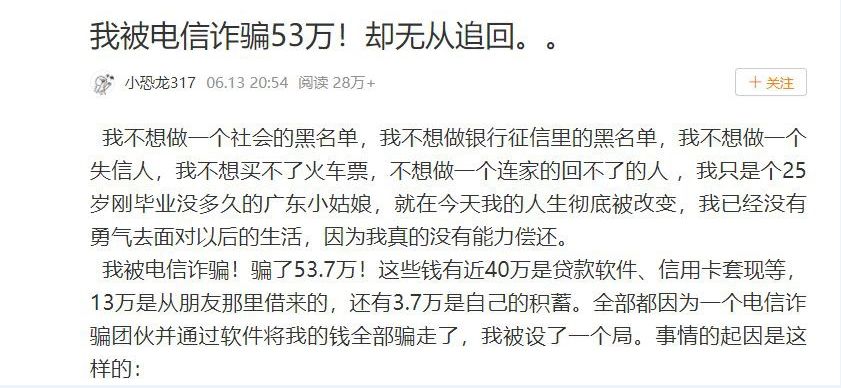 我被电信诈骗53万！却无从追回。。
小恐龙317 06.13 20:54 阅读 28万+
+ 关注
我不想做一个社会的黑名单，我不想做银行征信里的黑名单，我不想做一个
失信人，我不想买不了火车票，不想做一个连家的回不了的人 ，我只是个25
岁刚毕业没多久的广东小姑娘，就在今天我的人生彻底被改变，我已经没有
勇气去面对以后的生活，因为我真的没有能力偿还。
我被电信诈骗！骗了53.7万！这些钱有近40万是贷款软件、信用卡套现等，
13万是从朋友那里借来的，还有3.7万是自己的积蓄。全部都因为一个电信诈
骗团伙并通过软件将我的钱全部骗走了，我被设了一个局。事情的起因是这
样的：